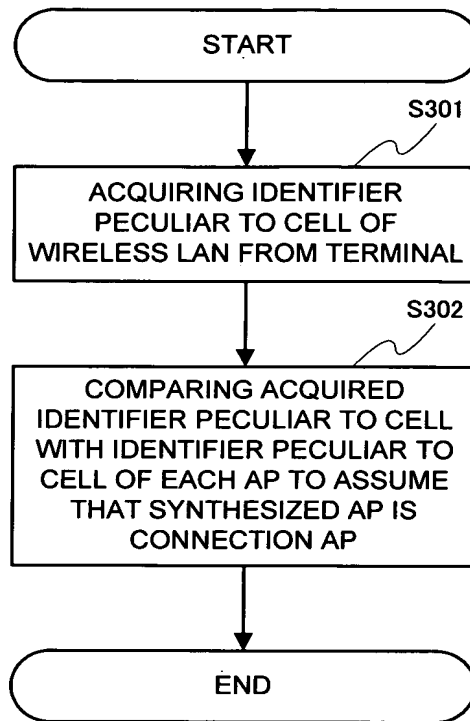 START
S301
ACQUIRING IDENTIFIER
PECULIAR TO CELL OF
WIRELESS LAN FROM TERMINAL
S302
COMPARING ACQUIRED
IDENTIFIER PECULIAR TO CELL
WITH IDENTIFIER PECULIAR TO
CELL OF EACH AP TO ASSUME
THAT SYNTHESIZED AP IS
CONNECTION AP
END